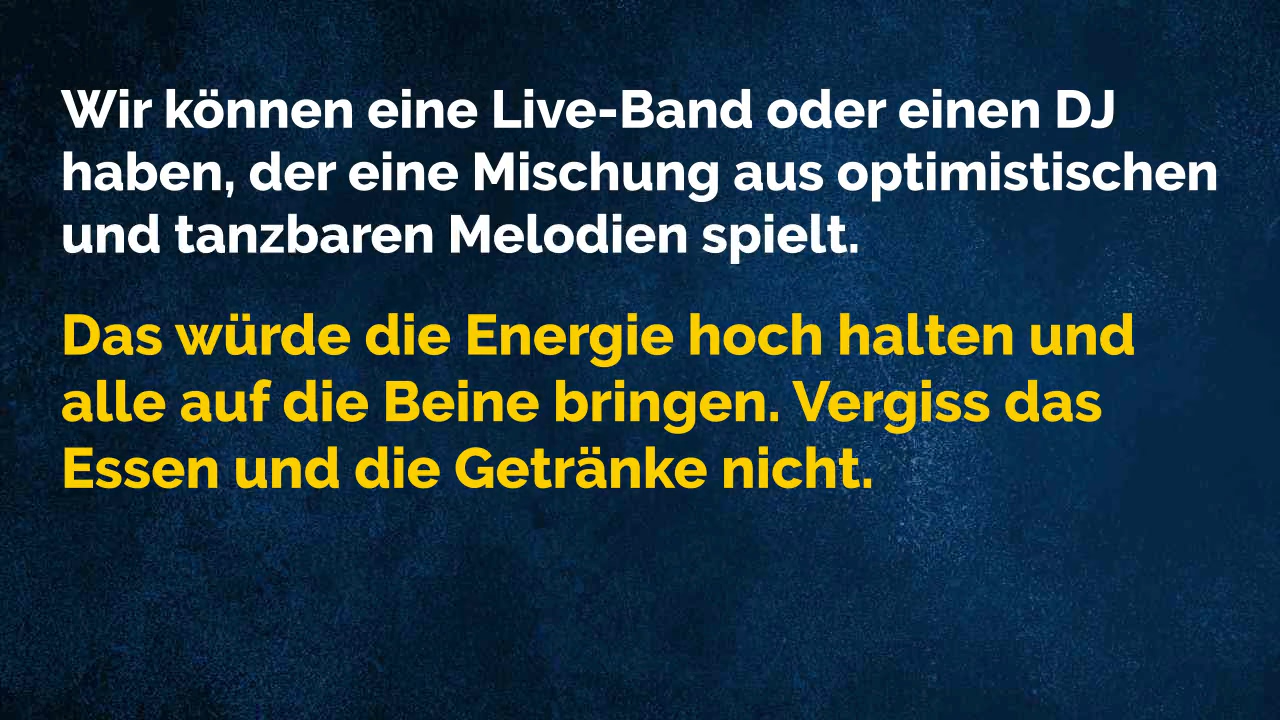 Wir können eine Live-Band oder einen DJ
haben, der eine Mischung aus optimistischen
und tanzbaren Melodien spielt.
Das würde die Energie hoch halten und
alle auf die Beine bringen. Vergiss das
Essen und die Getränke nicht.